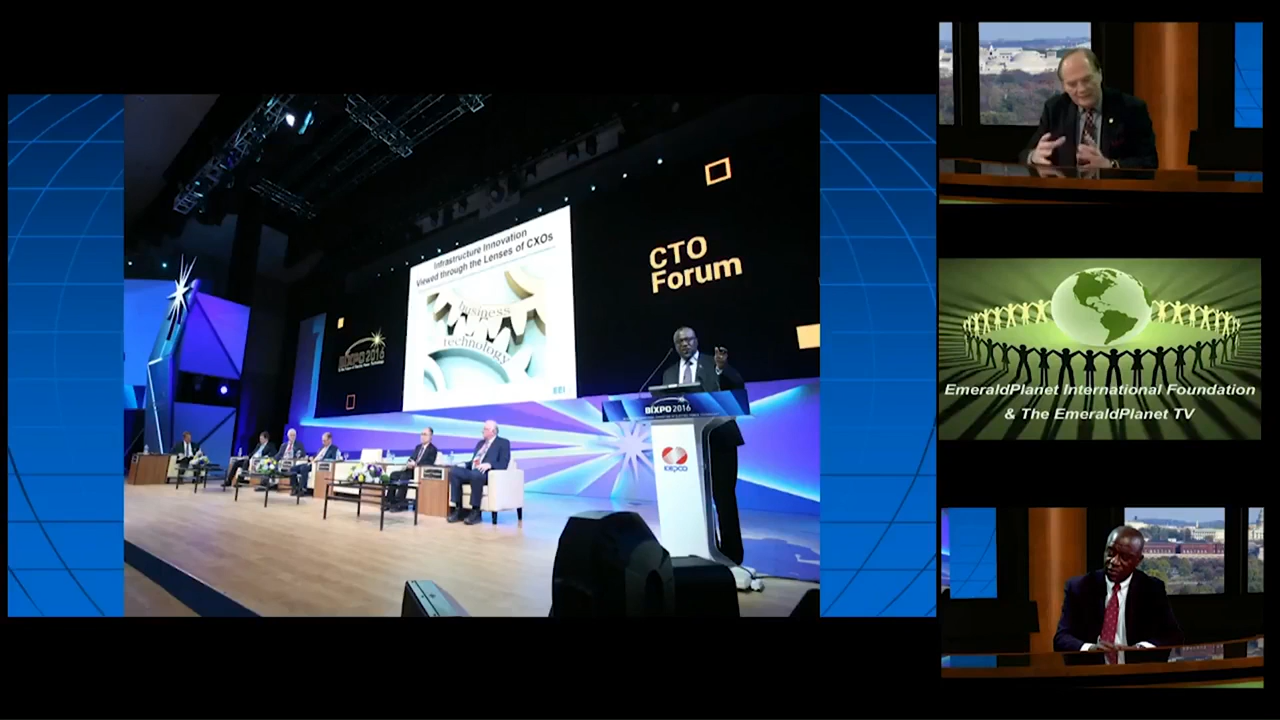 Infrastructure Innovation
Viewed through the Lenses of CXOs
business
technology
CTO
Forum
BIXPO 2016
BIXPO 2016
KEPCO
EmeraldPlanet International Foundation
& The EmeraldPlanet TV